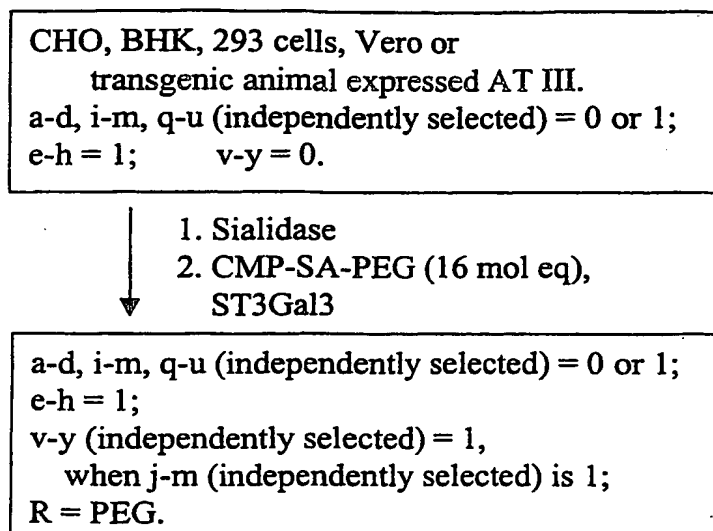 CHO, BHK, 293 cells, Vero or
transgenic animal expressed AT III.
a-d, i-m, q-u (independently selected) = 0 or 1;
e-h = 1; v-y = 0.
1. Sialidase
2. CMP-SA-PEG (16 mol eq),
ST3Gal3
a-d, i-m, q-u (independently selected) = 0 or 1;
e-h = 1;
v-y (independently selected) = 1,
when j-m (independently selected) is 1;
R = PEG.